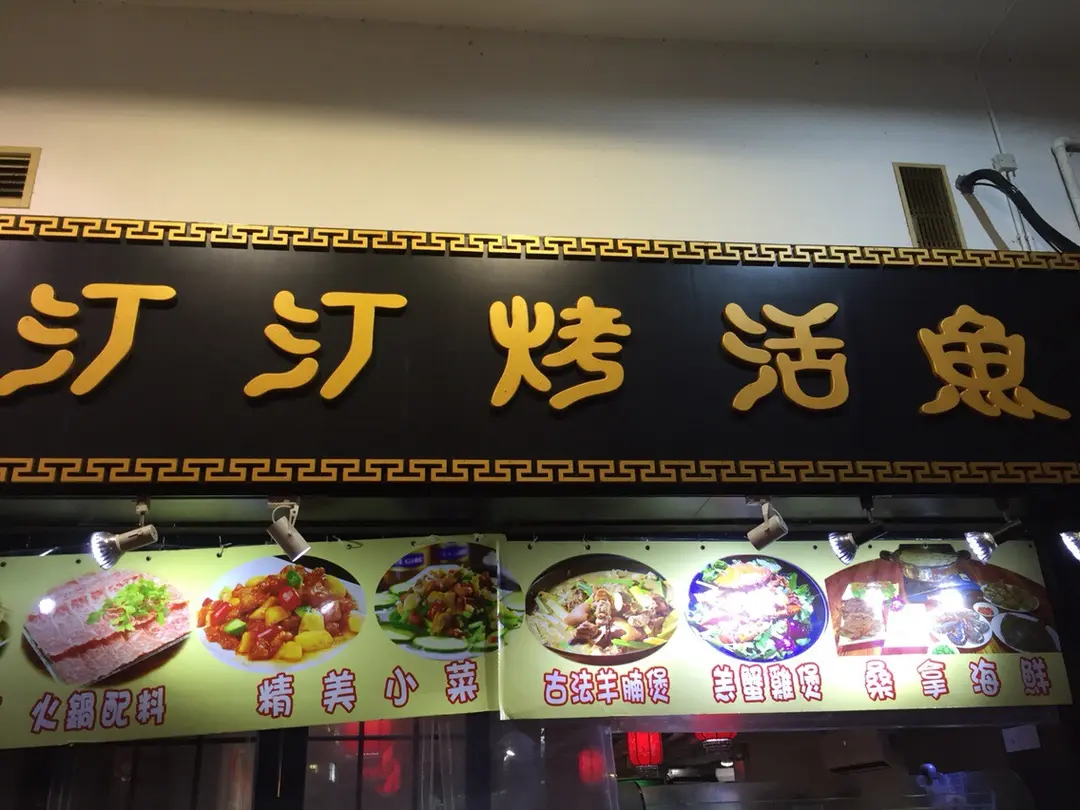 汀汀烤活魚
火鍋配料
精美小菜
古法羊腩煲
羔蟹雞煲
桑拿海鮮